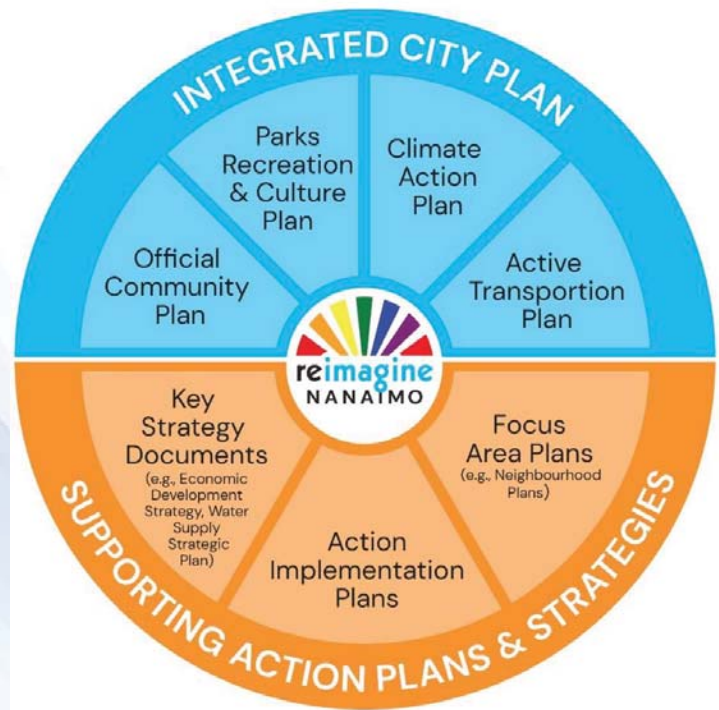 INTEGRATED CITY PLAN
Parks
Recreation
& Culture
Plan
Climate
Action
Plan
Official
Community
Plan
Active
Transportion
Plan
reimagine
NANAIMO
Key
Strategy
Documents
(e.g., Economic
Development
Strategy, Water
Supply
Strategic
Plan)
Focus
Area Plans
(e.g., Neighbourhood
Plans)
Action
Implementation
Plans
SUPPORTING ACTION PLANS & STRATEGIES